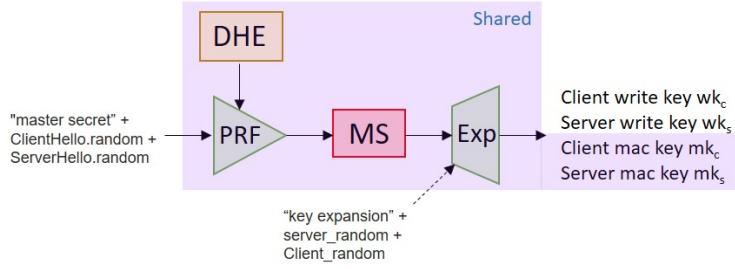 Shared
DHE
"master secret" +
ClientHello.random +
ServerHello.random
PRF
MS
Exp
Client write key wkc
Server write key wks
Client mac key mkc
Server mac key mks
“key expansion” +
server_random +
Client_random